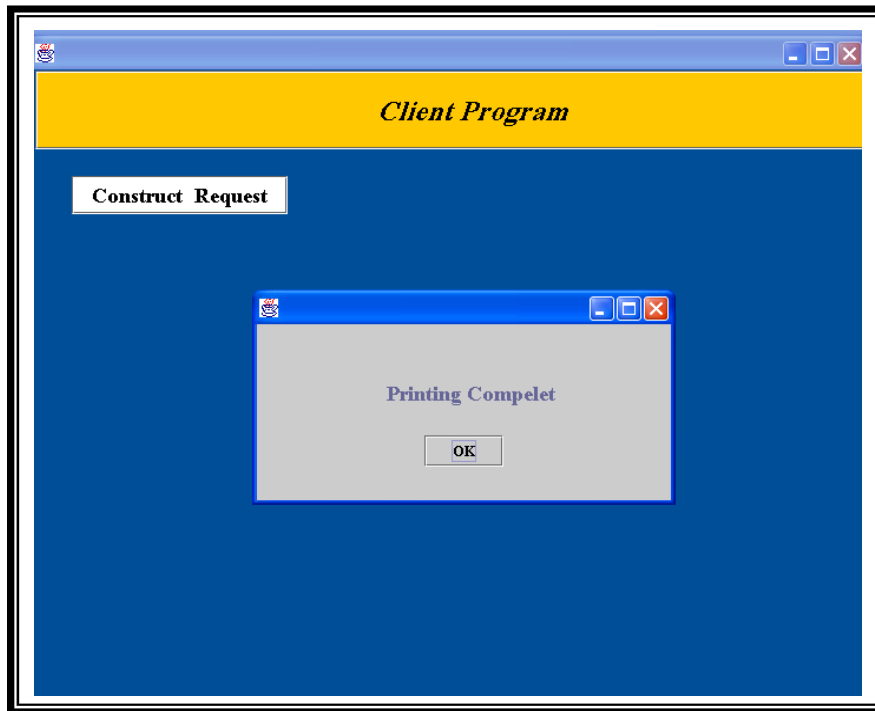 Client Program
Construct Request
Printing Compelet
OK